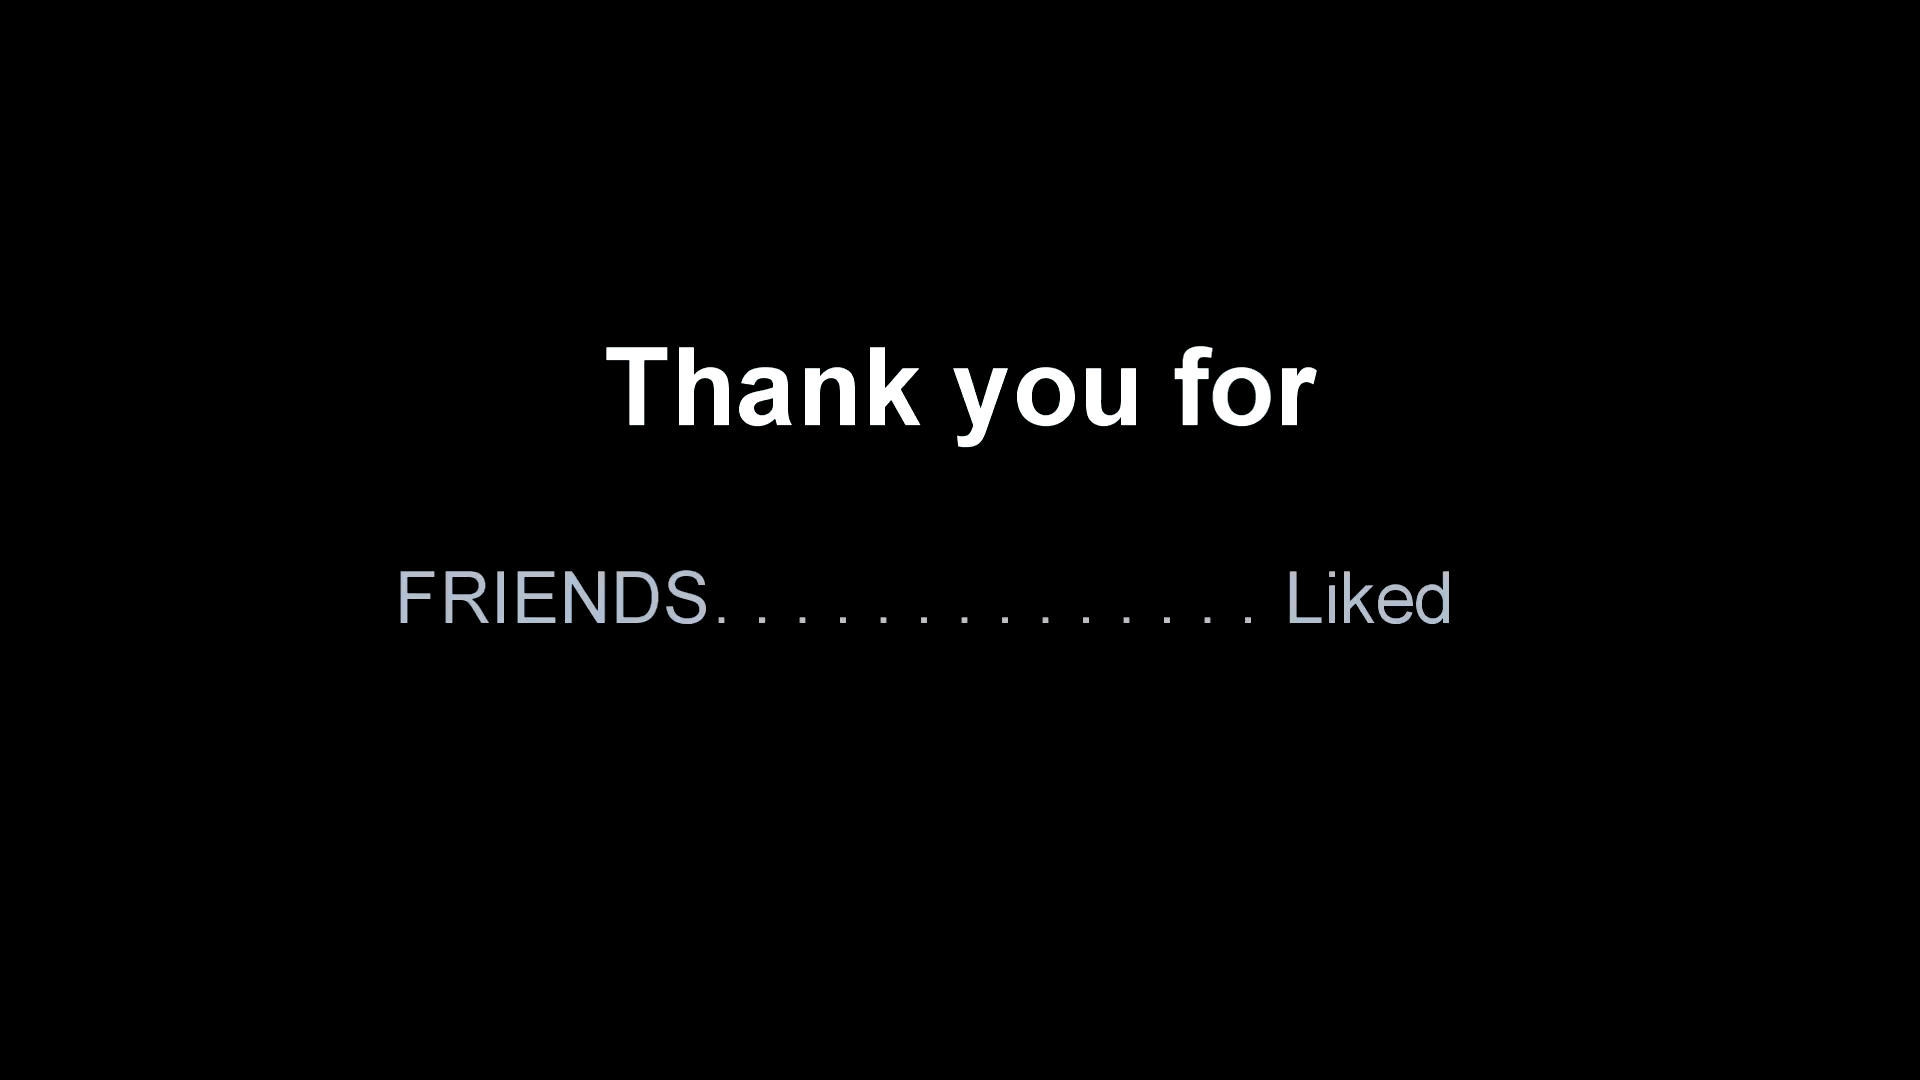 Thank you for
FRIENDS. . . . . . . . . . . . . . Liked